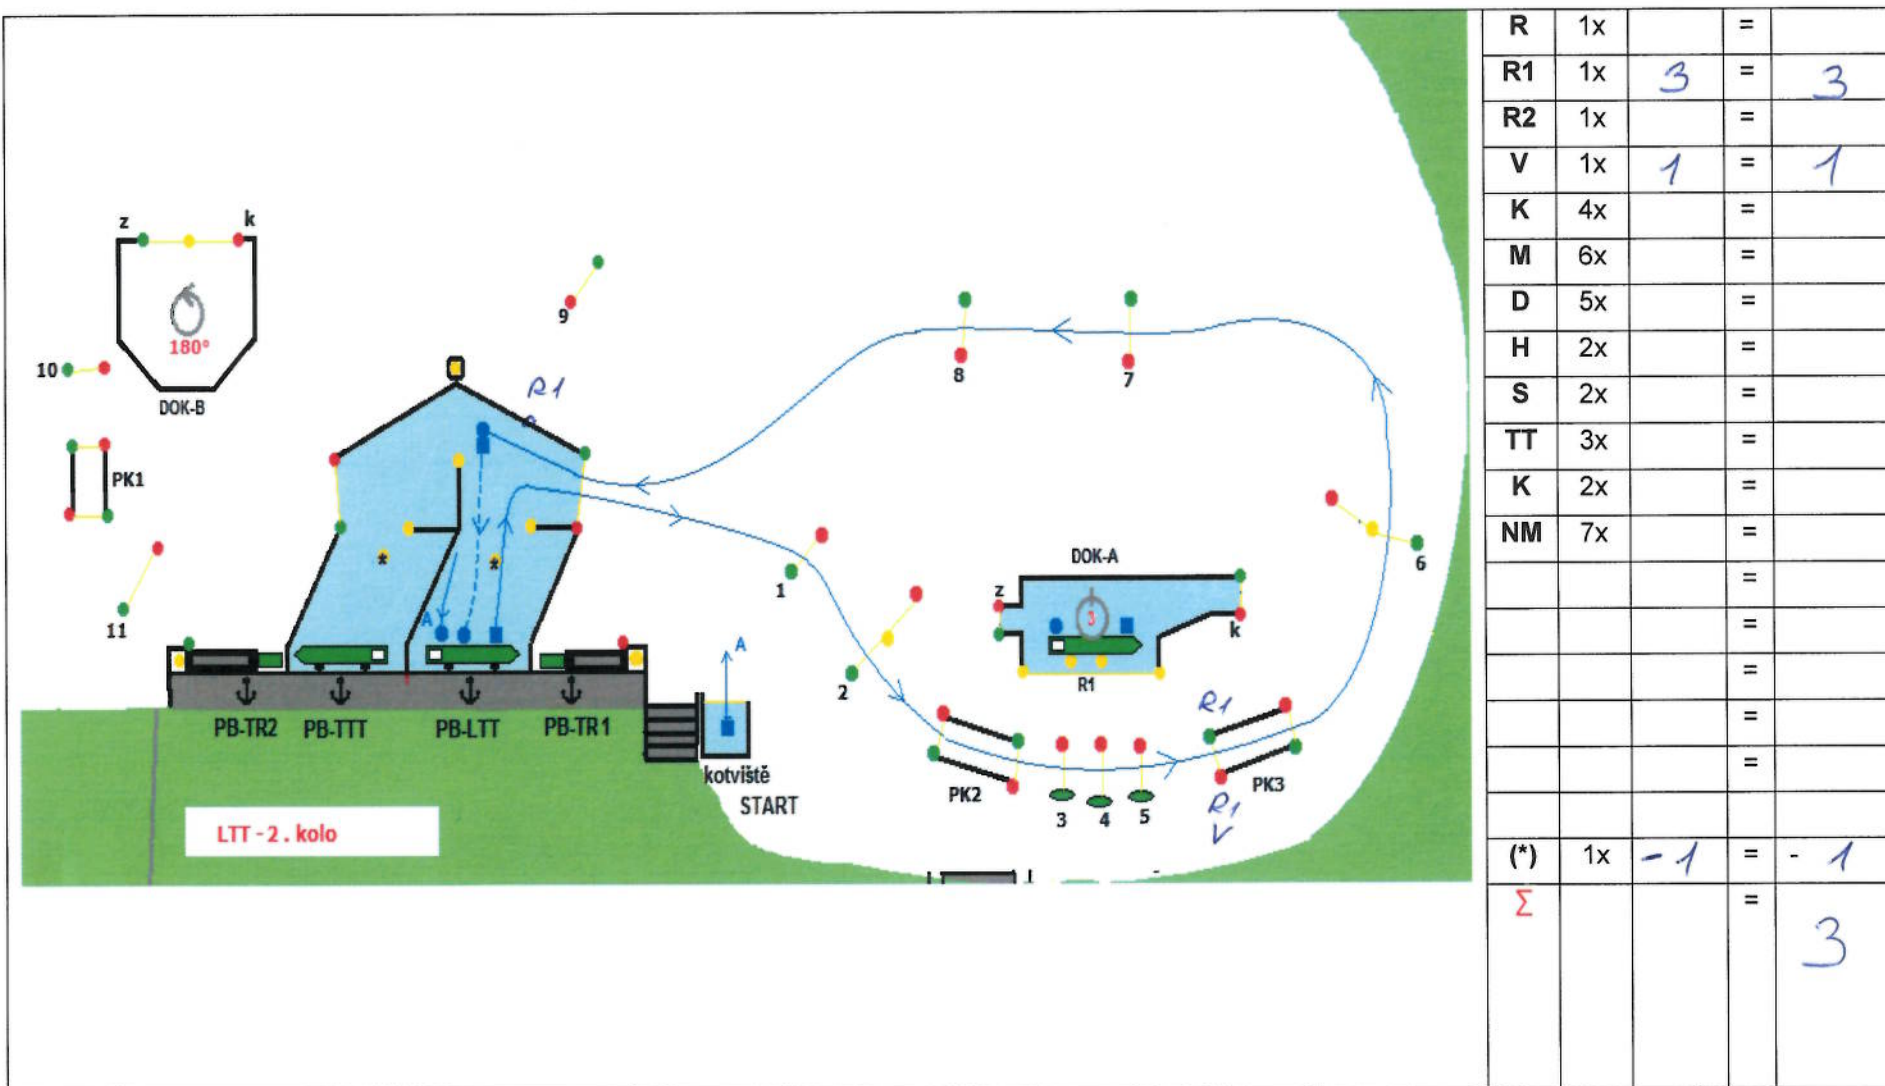 z k
180°
DOK-B
9
10
R1
8
7
PK1
11
*
*
A
A
1
2
DOK-A
z
3
k
R1
6
R1
PK2
3
4
5
PK3
R1
V
PB-TR2 PB-TTT PB-LTT PB-TR1
kotviště
START
LTT - 2. kolo
R 1x =
R1 1x 3 = 3
R2 1x =
V 1x 1 = 1
K 4x =
M 6x =
D 5x =
H 2x =
S 2x =
TT 3x =
K 2x =
NM 7x =
=
=
=
=
=
(*) 1x -1 = - 1
Σ = 3